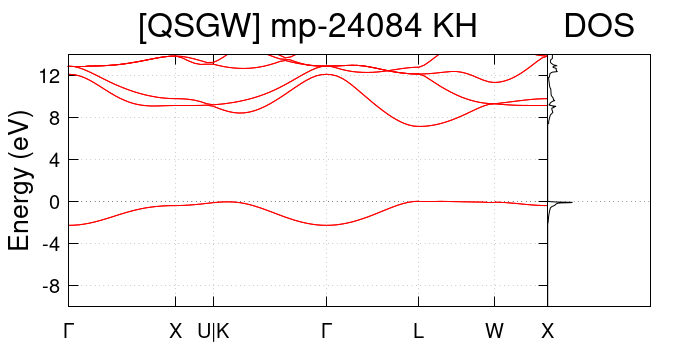 [QSGW] mp-24084 KH DOS
Energy (eV)
12
8
4
0
-4
-8
Γ X U|K Γ L W X